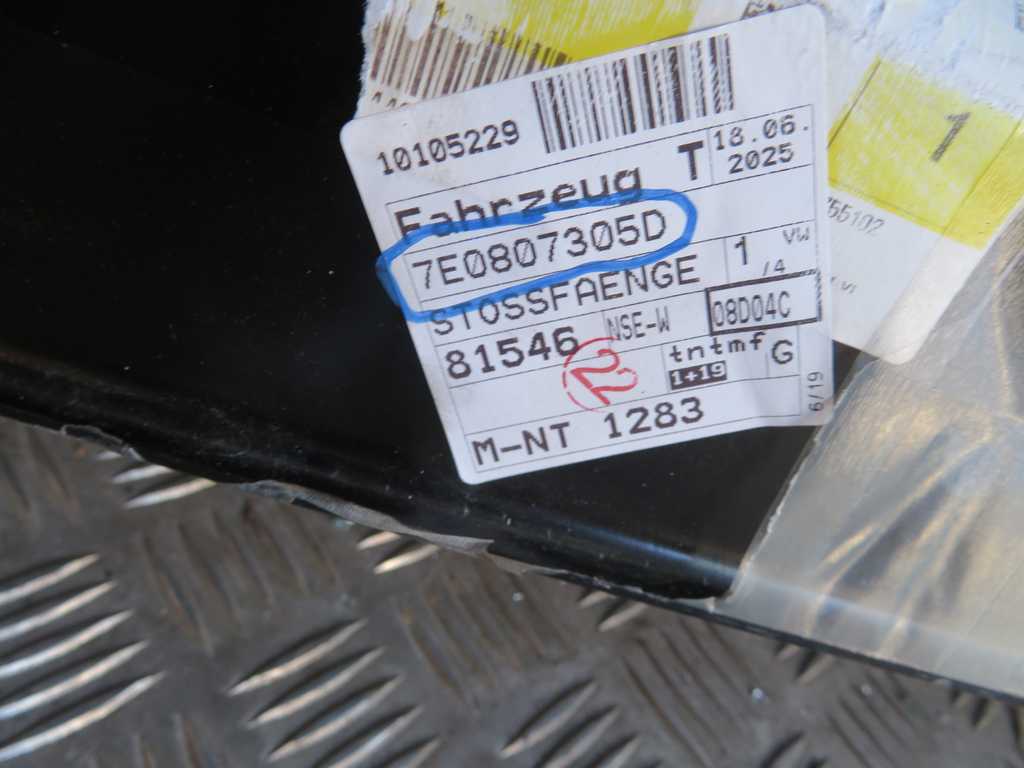 10105229
Fahrzeug T 18.06.
2025
7E0807305D
STOSSFAENGE 1 /4 VW
81546 NSE-W 08D04C
tntmf G
1+19
M-NT 1283
6/19
1